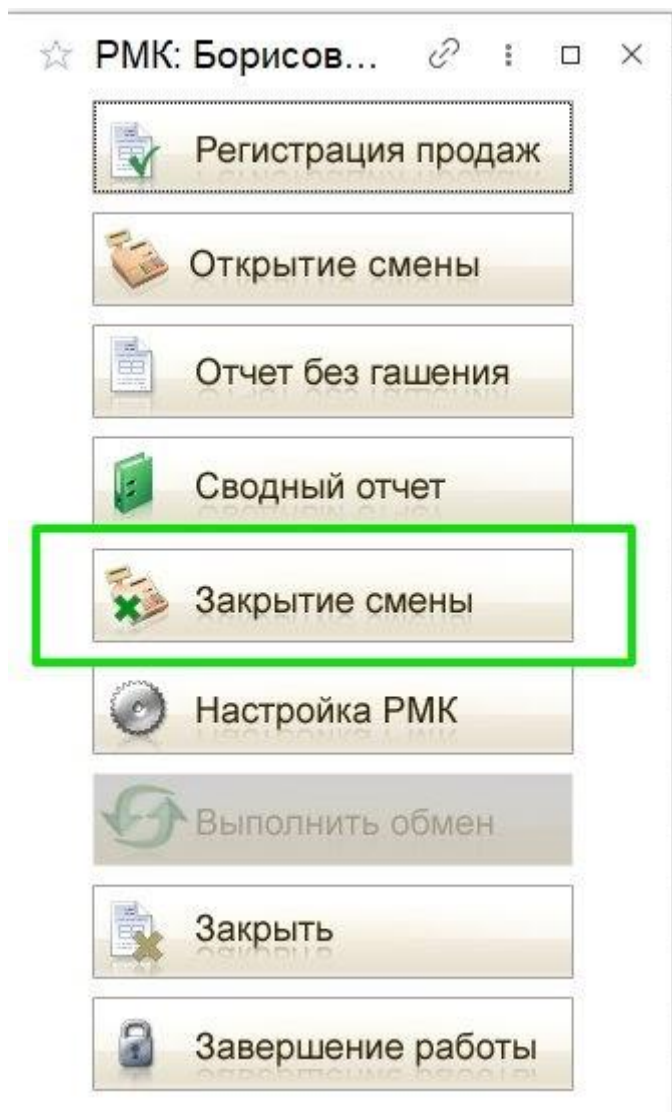 РМК: Борисов...
Регистрация продаж
Открытие смены
Отчет без гашения
Сводный отчет
Закрытие смены
Настройка РМК
Выполнить обмен
Закрыть
Завершение работы